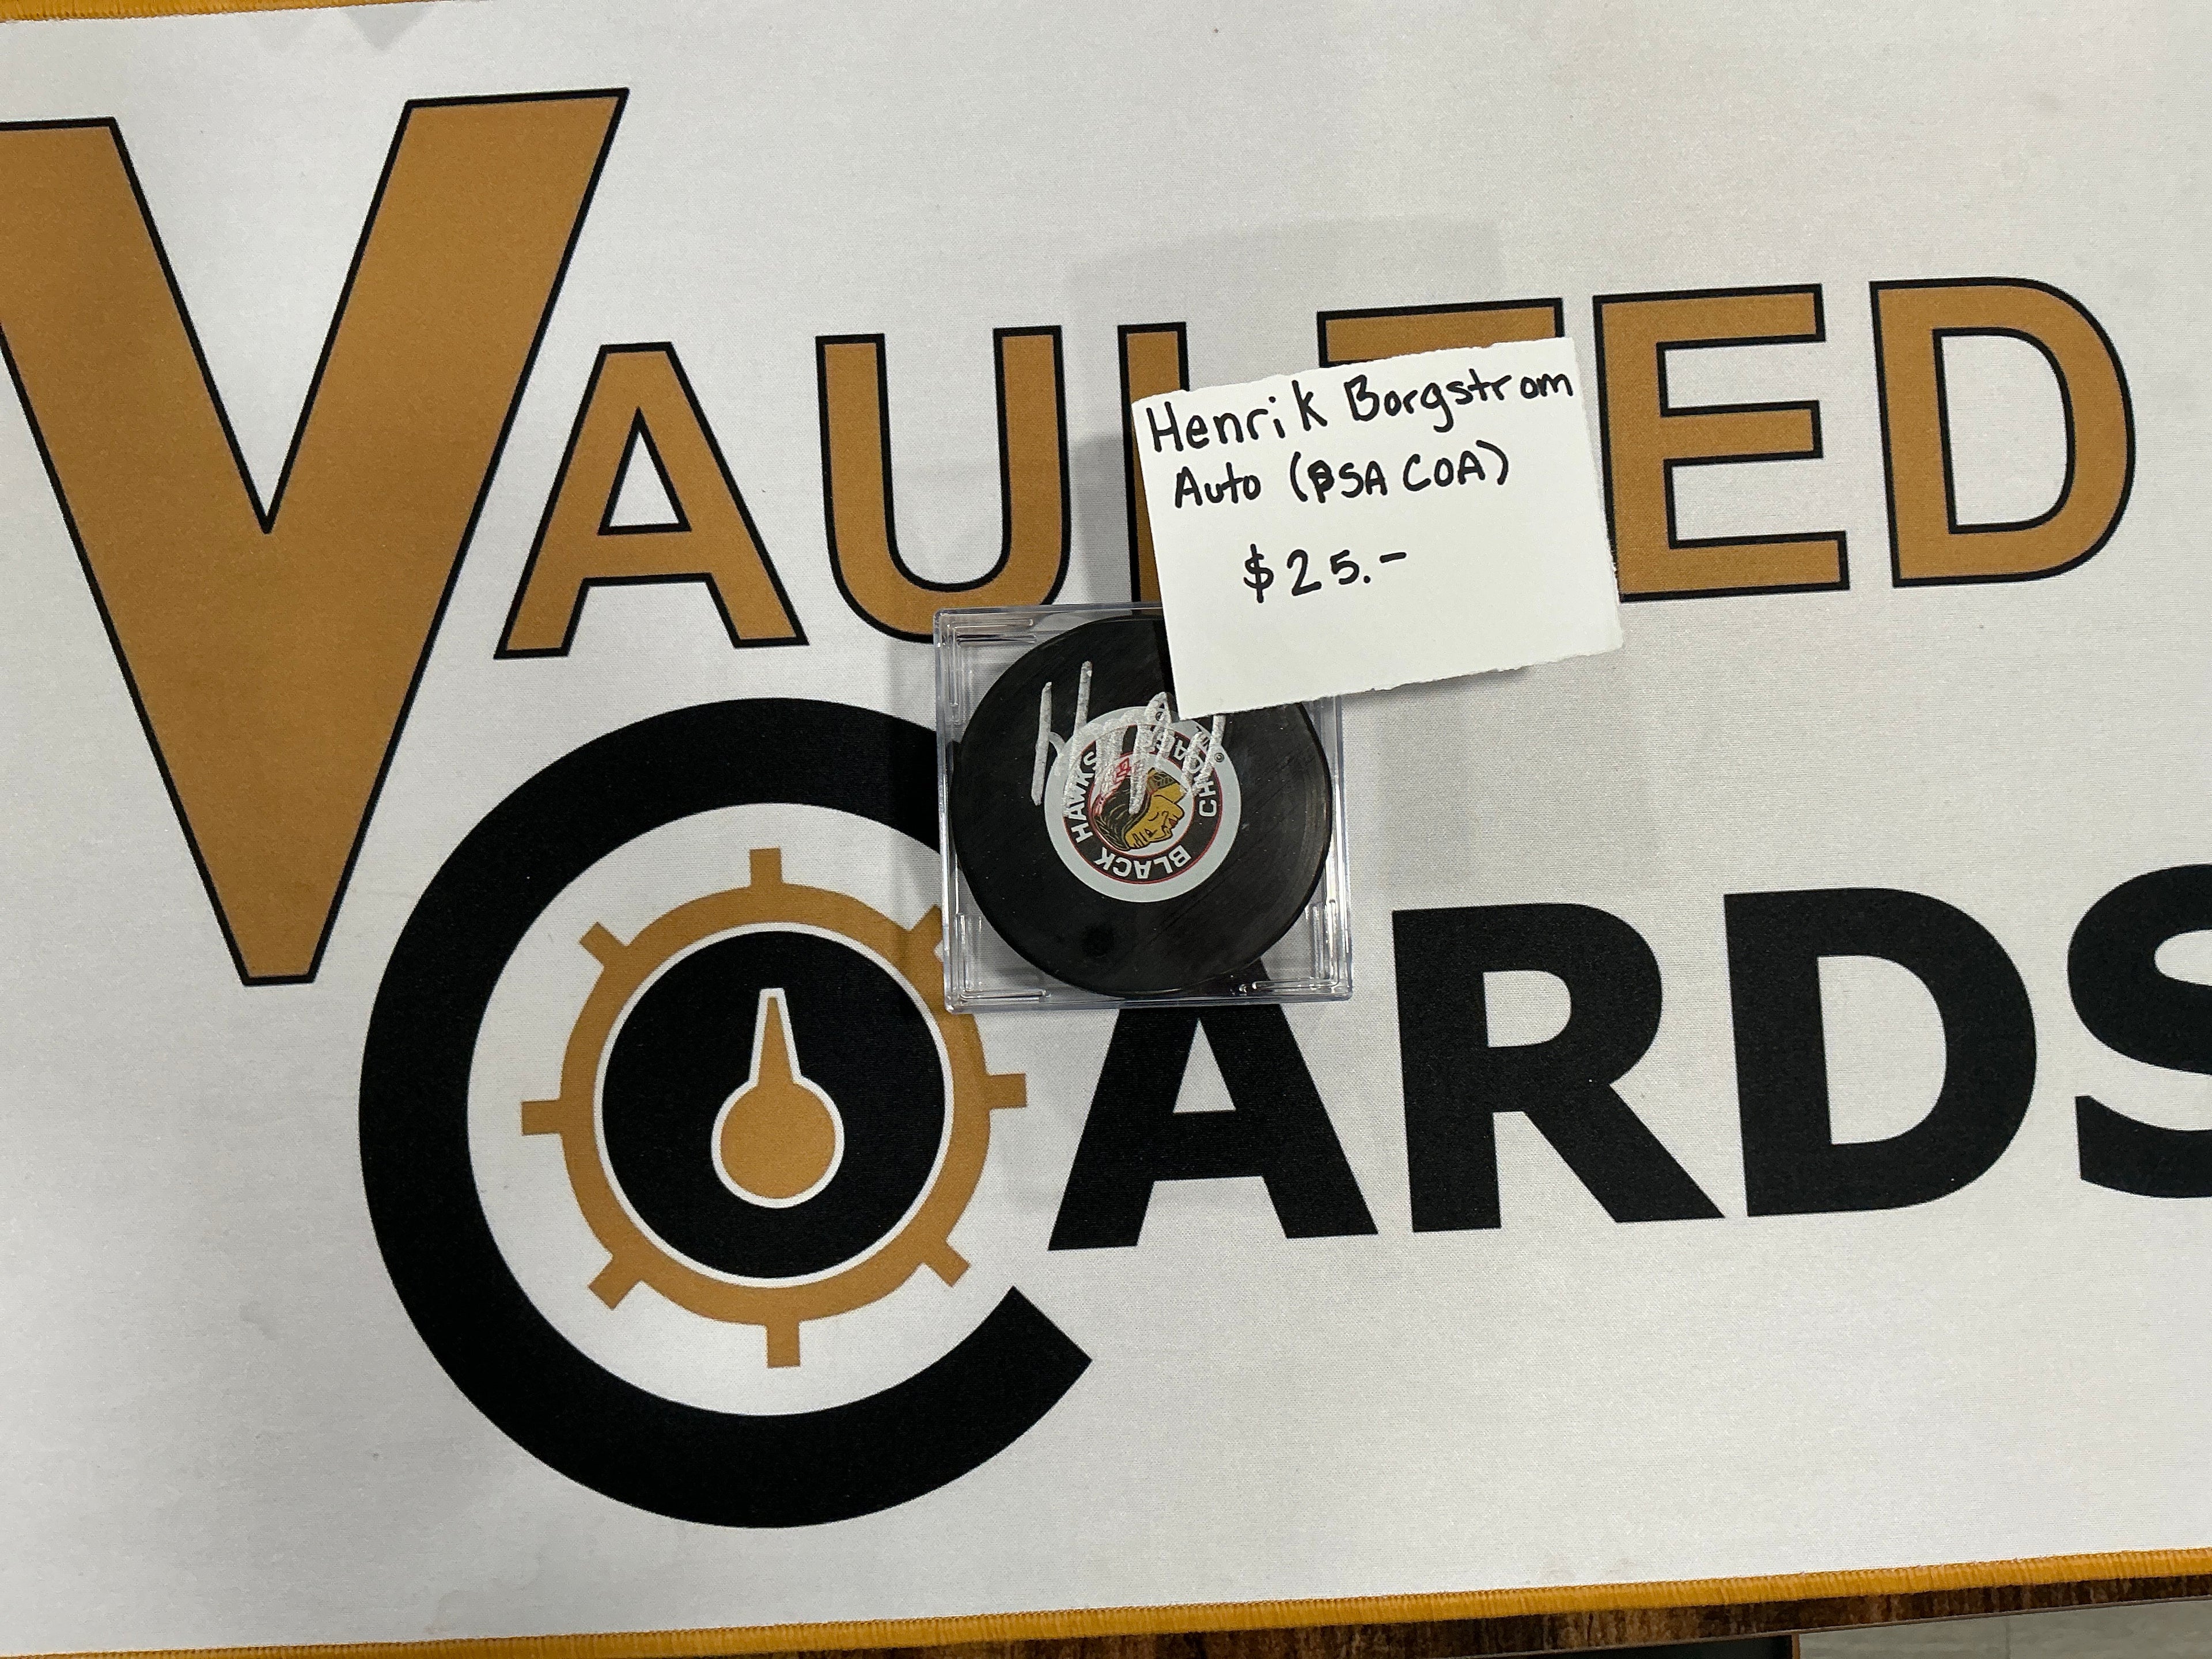 VAULTED
Henrik Borgstrom
Auto (PSA COA)
$25.-
CHICAGO
BLACK HAWKS
CARDS